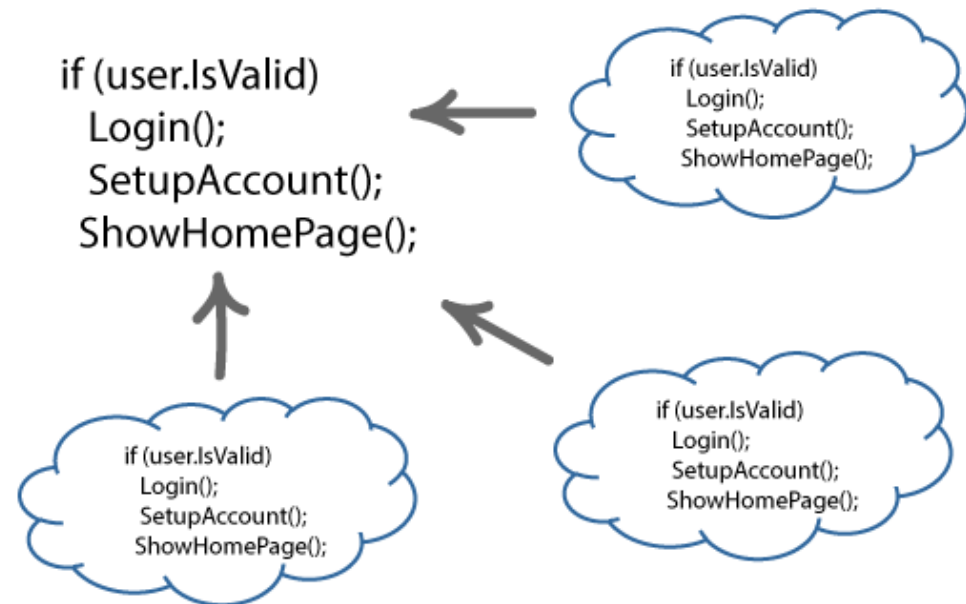 if (user.IsValid)
Login();
SetupAccount();
ShowHomePage();
if (user.IsValid)
Login();
SetupAccount();
ShowHomePage();
if (user.IsValid)
Login();
SetupAccount();
ShowHomePage();
if (user.IsValid)
Login();
SetupAccount();
ShowHomePage();